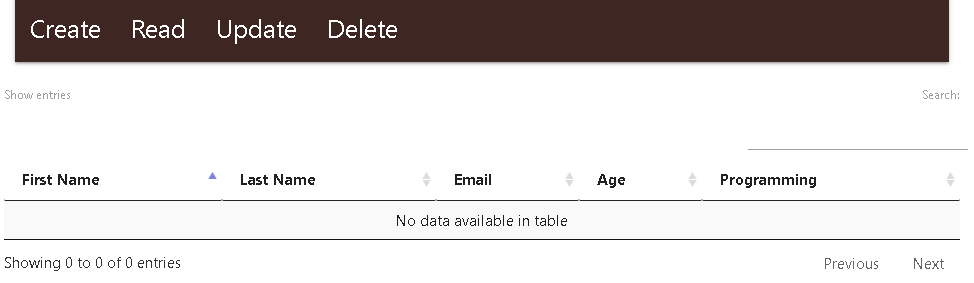 Create Read Update Delete
Show entries Search:
First Name Last Name Email Age Programming
No data available in table
Showing 0 to 0 of 0 entries Previous Next